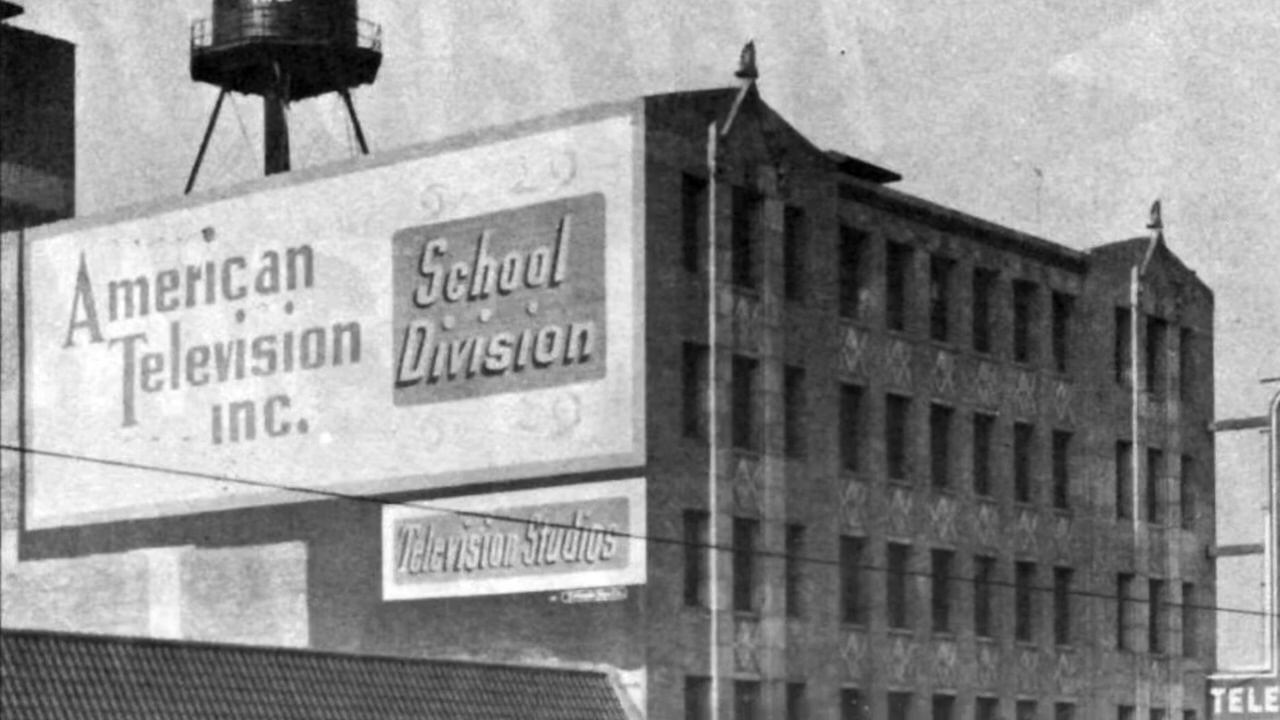 American
Television
inc.
School
Division
Television Studios
TELE